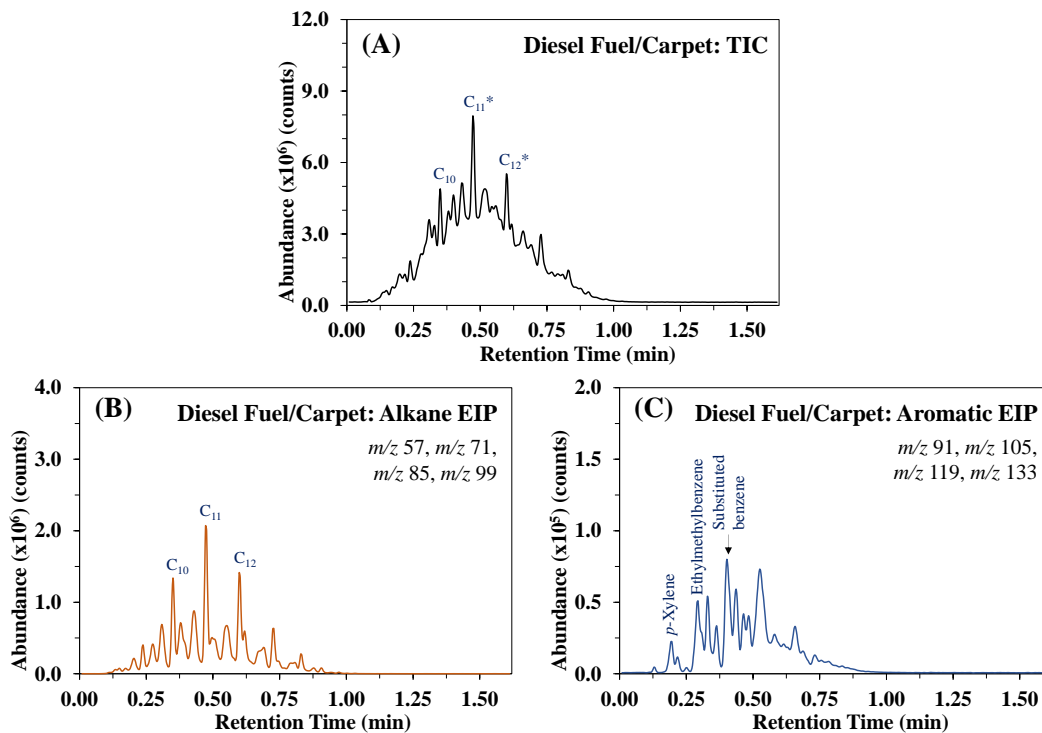 (A)
Diesel Fuel/Carpet: TIC
Abundance (x10⁶) (counts)
12.0
9.0
6.0
3.0
0.0
C₁₀
C₁₁*
C₁₂*
0.00 0.25 0.50 0.75 1.00 1.25 1.50
Retention Time (min)
(B)
Diesel Fuel/Carpet: Alkane EIP
m/z 57, m/z 71,
m/z 85, m/z 99
Abundance (x10⁶) (counts)
4.0
3.0
2.0
1.0
0.0
C₁₀
C₁₁
C₁₂
0.00 0.25 0.50 0.75 1.00 1.25 1.50
Retention Time (min)
(C)
Diesel Fuel/Carpet: Aromatic EIP
m/z 91, m/z 105,
m/z 119, m/z 133
Abundance (x10⁵) (counts)
2.0
1.5
1.0
0.5
0.0
p-Xylene
Ethylmethylbenzene
Substituted
benzene
0.00 0.25 0.50 0.75 1.00 1.25 1.50
Retention Time (min)